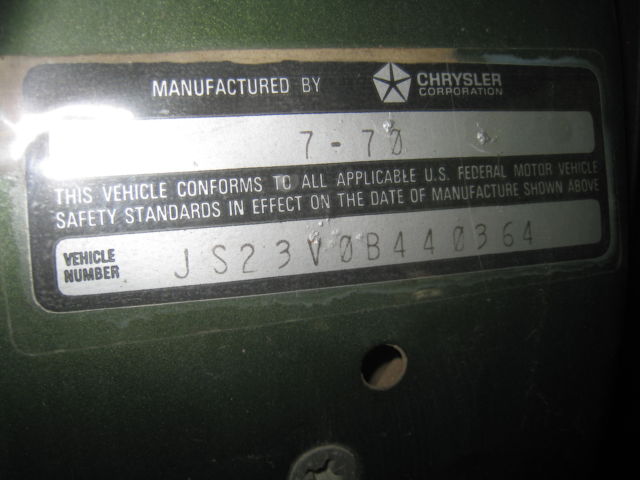 MANUFACTURED BY CHRYSLER CORPORATION
7-70
THIS VEHICLE CONFORMS TO ALL APPLICABLE U.S. FEDERAL MOTOR VEHICLE
SAFETY STANDARDS IN EFFECT ON THE DATE OF MANUFACTURE SHOWN ABOVE
VEHICLE NUMBER JS23V0B440364